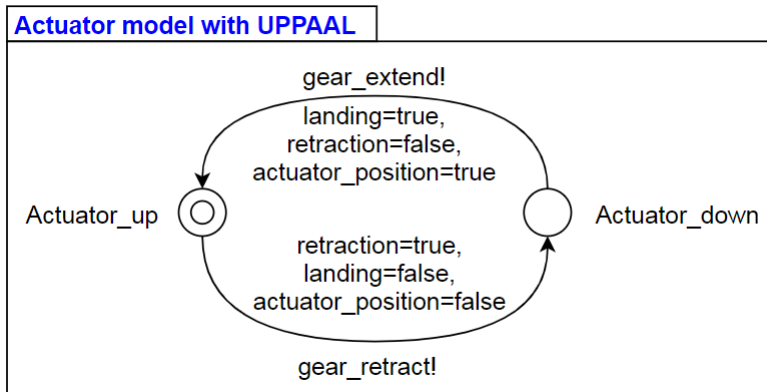 Actuator model with UPPAAL
gear_extend!
landing=true,
retraction=false,
actuator_position=true
Actuator_up
Actuator_down
retraction=true,
landing=false,
actuator_position=false
gear_retract!